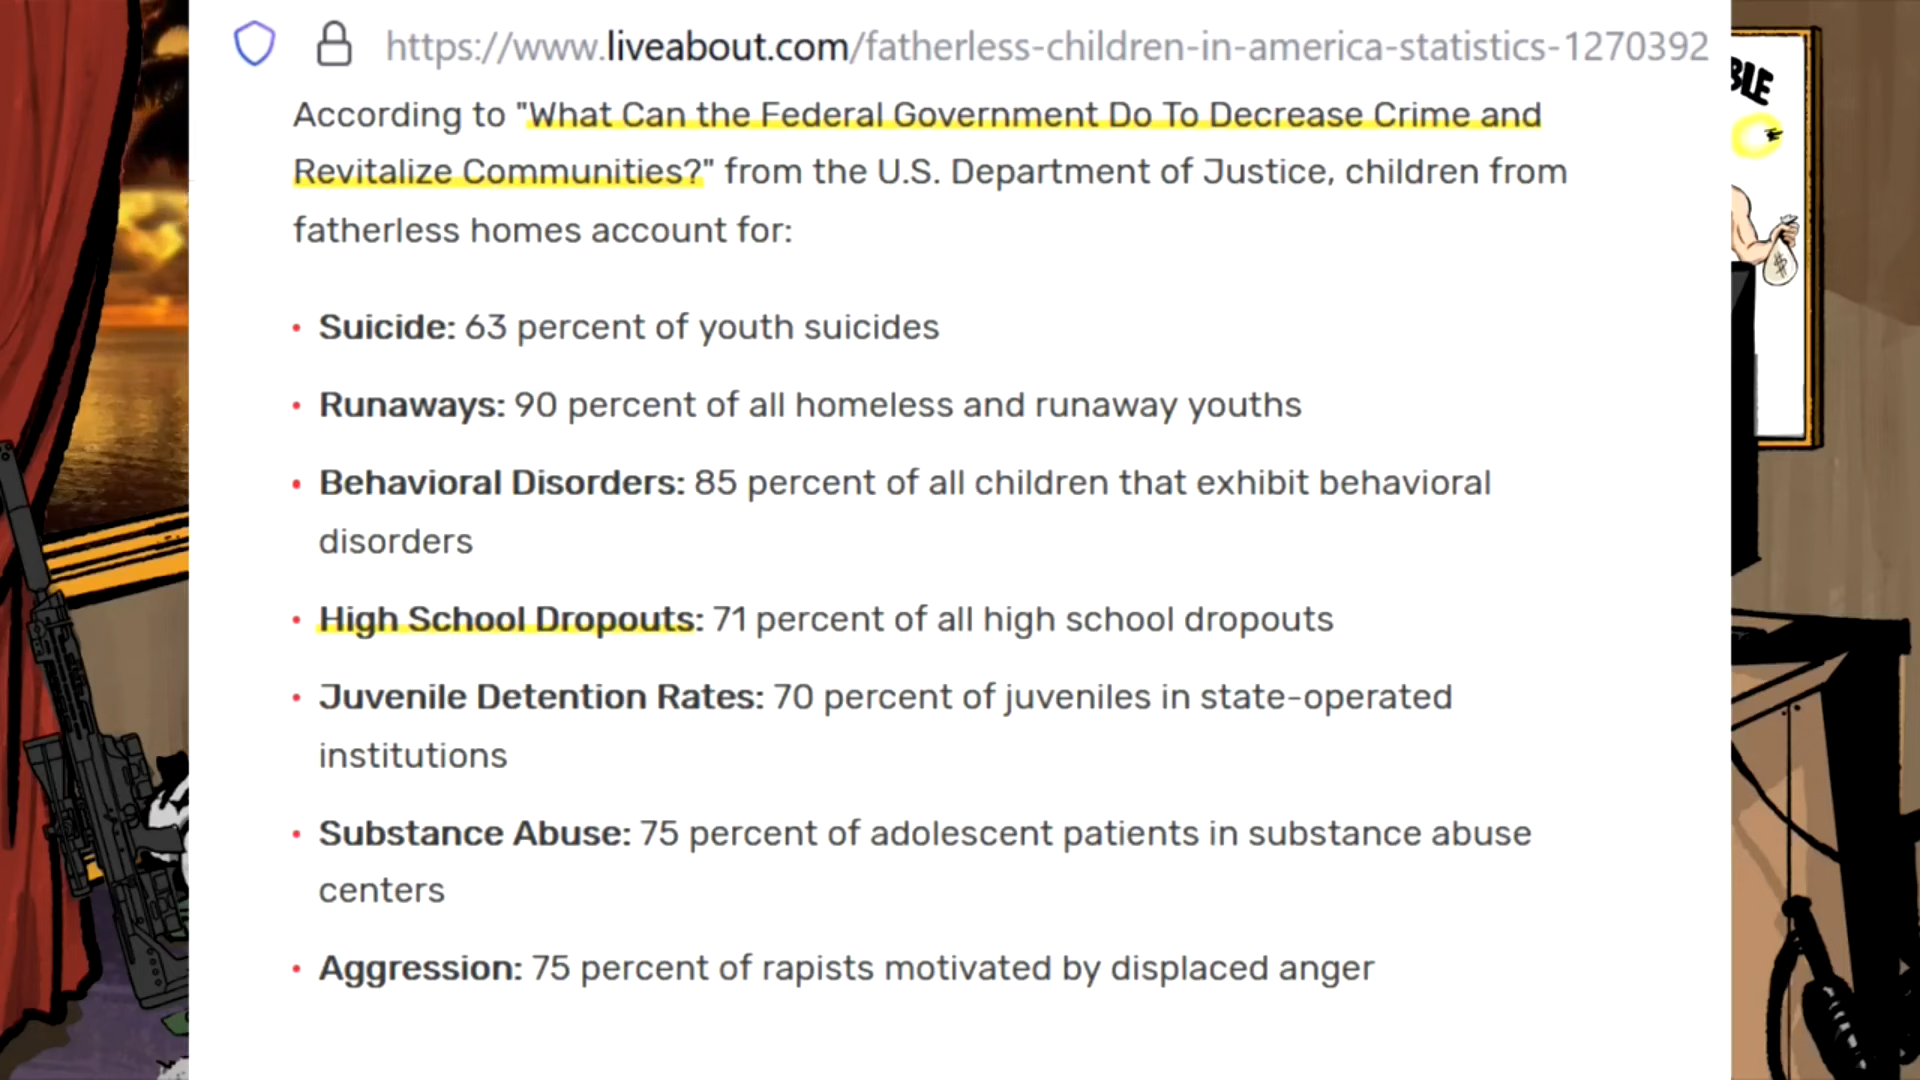 https://www.liveabout.com/fatherless-children-in-america-statistics-1270392
According to "What Can the Federal Government Do To Decrease Crime and
Revitalize Communities?" from the U.S. Department of Justice, children from
fatherless homes account for:
• Suicide: 63 percent of youth suicides
• Runaways: 90 percent of all homeless and runaway youths
• Behavioral Disorders: 85 percent of all children that exhibit behavioral
disorders
• High School Dropouts: 71 percent of all high school dropouts
• Juvenile Detention Rates: 70 percent of juveniles in state-operated
institutions
• Substance Abuse: 75 percent of adolescent patients in substance abuse
centers
• Aggression: 75 percent of rapists motivated by displaced anger
$